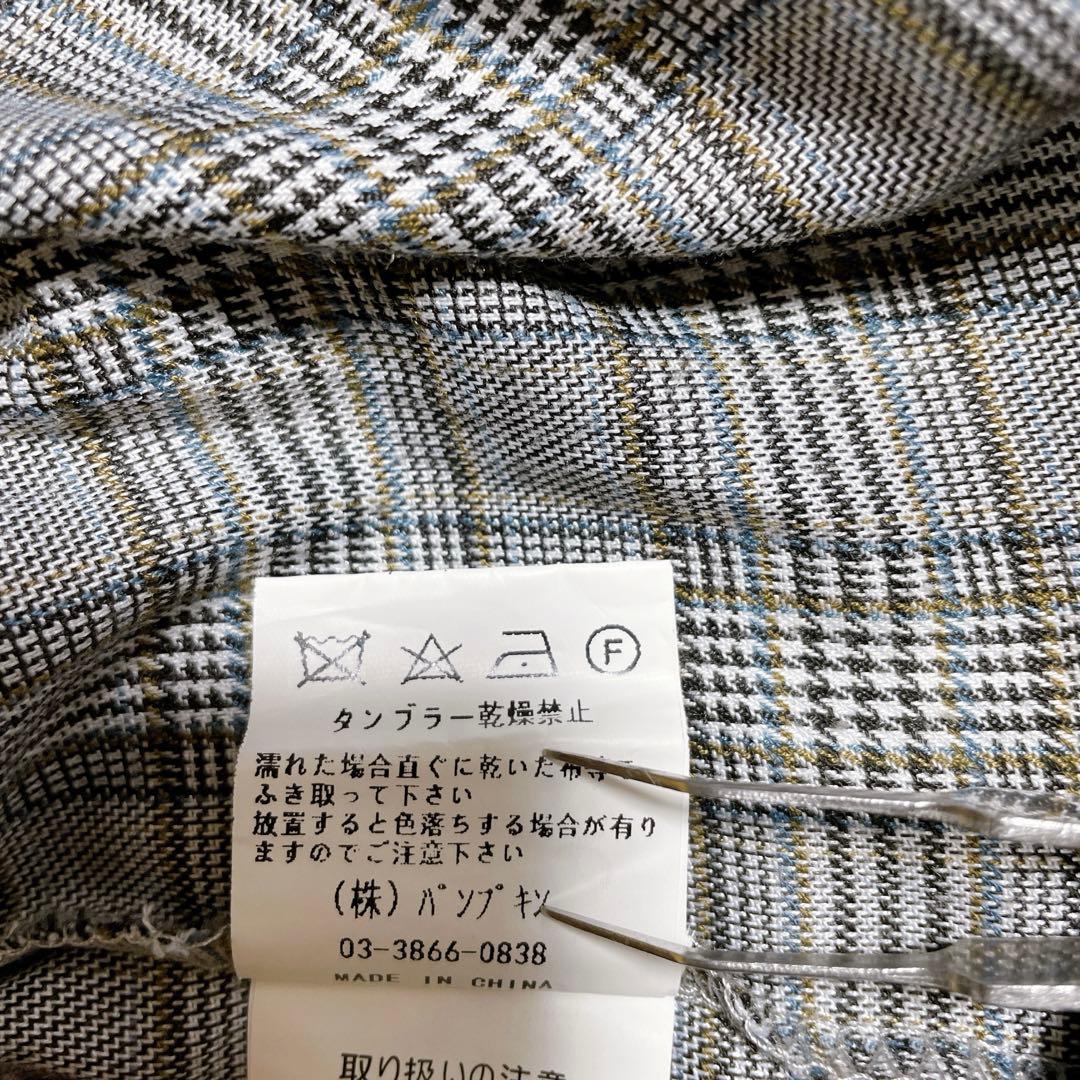 F
タンブラー乾燥禁止
濡れた場合直ぐに乾いた布等で
ふき取って下さい
放置すると色落ちする場合が有り
ますのでご注意下さい
(株) パンプキン
03-3866-0838
MADE IN CHINA
取り扱いの注意